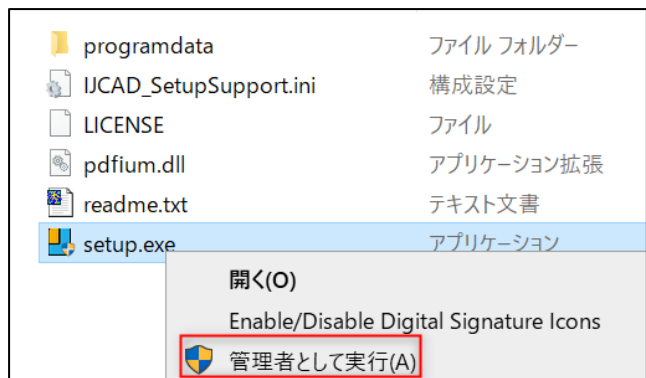 programdata ファイル フォルダー
IJCAD_SetupSupport.ini 構成設定
LICENSE ファイル
pdfium.dll アプリケーション拡張
readme.txt テキスト文書
setup.exe アプリケーション
開く(O)
Enable/Disable Digital Signature Icons
管理者として実行(A)